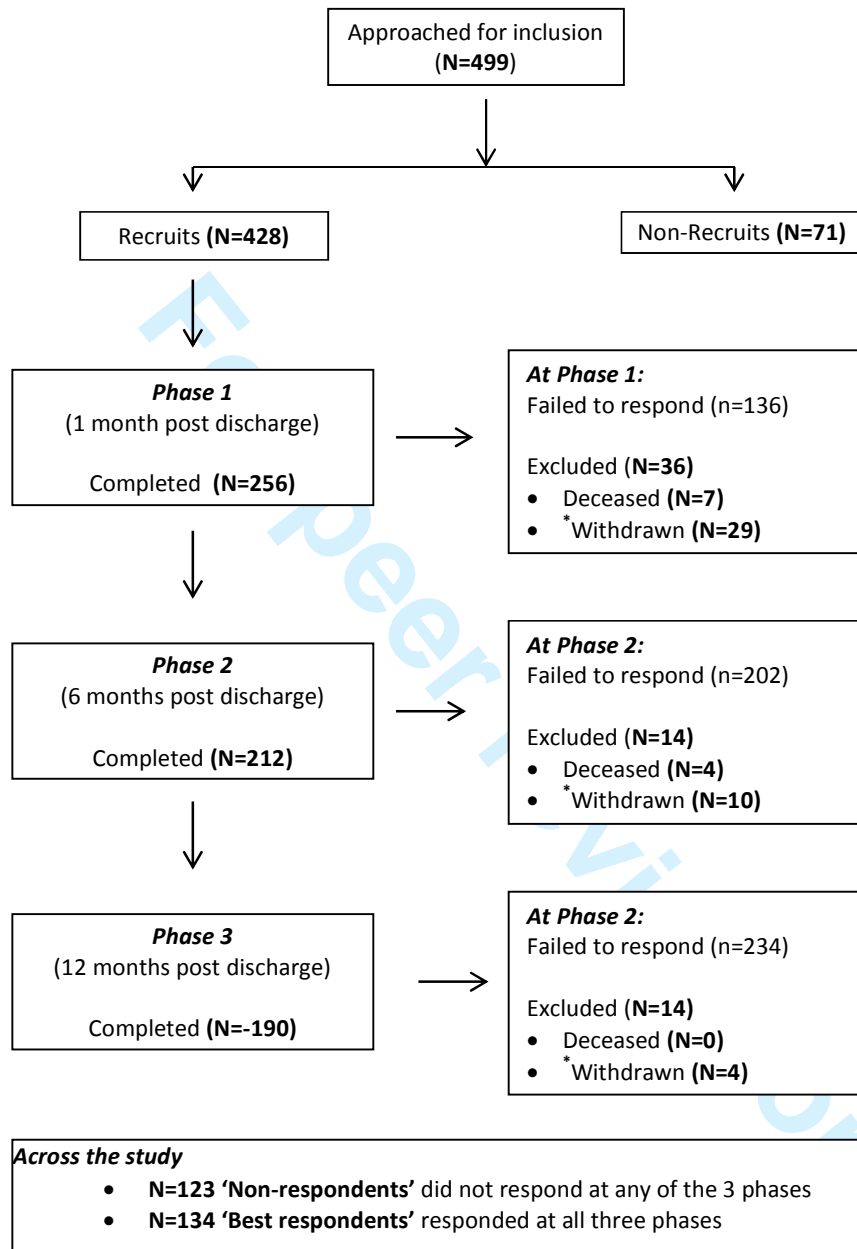 Approached for inclusion
(N=499)
Recruits (N=428)
Non-Recruits (N=71)
Phase 1
(1 month post discharge)
Completed (N=256)
At Phase 1:
Failed to respond (n=136)
Excluded (N=36)
• Deceased (N=7)
• *Withdrawn (N=29)
Phase 2
(6 months post discharge)
Completed (N=212)
At Phase 2:
Failed to respond (n=202)
Excluded (N=14)
• Deceased (N=4)
• *Withdrawn (N=10)
Phase 3
(12 months post discharge)
Completed (N=-190)
At Phase 2:
Failed to respond (n=234)
Excluded (N=14)
• Deceased (N=0)
• *Withdrawn (N=4)
Across the study
• N=123 ‘Non-respondents’ did not respond at any of the 3 phases
• N=134 ‘Best respondents’ responded at all three phases